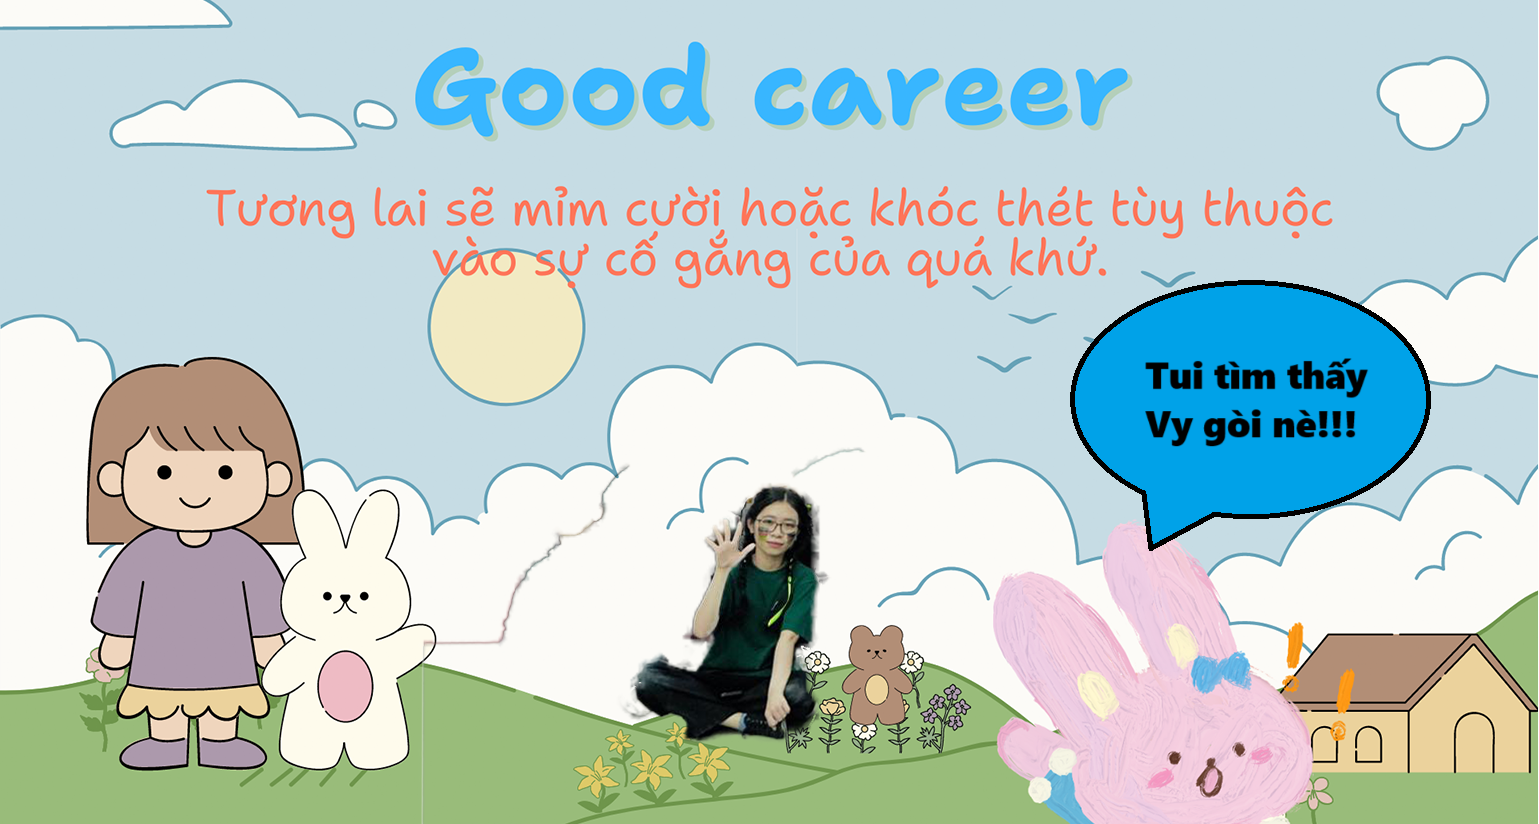 Good career
Tương lai sẽ mỉm cười hoặc khóc thét tùy thuộc
vào sự cố gắng của quá khứ.
Tui tìm thấy
Vy gòi nè!!!